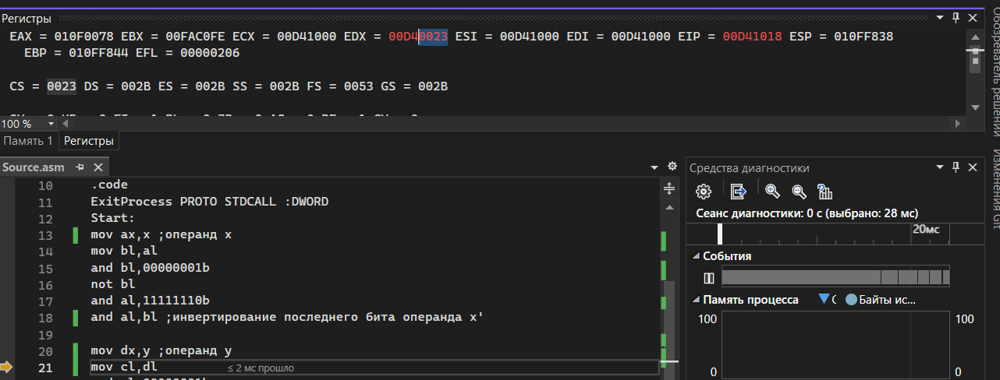 Регистры
EAX = 010F0078 EBX = 00FAC0FE ECX = 00D41000 EDX = 00D40023 ESI = 00D41000 EDI = 00D41000 EIP = 00D41018 ESP = 010FF838
EBP = 010FF844 EFL = 00000206
CS = 0023 DS = 002B ES = 002B SS = 002B FS = 0053 GS = 002B
100 %
Память 1 Регистры
Source.asm
10 .code
11 ExitProcess PROTO STDCALL :DWORD
12 Start:
13 mov ax,x ;операнд x
14 mov bl,al
15 and bl,00000001b
16 not bl
17 and al,11111110b
18 and al,bl ;инвертирование последнего бита операнда x'
19
20 mov dx,y ;операнд y
21 mov cl,dl ≤ 2 мс прошло
Средства диагностики
Сеанс диагностики: 0 с (выбрано: 28 мс)
20мс
События
Память процесса Байты ис...
100 100
0 0
Обозреватель решений
Изменения Git